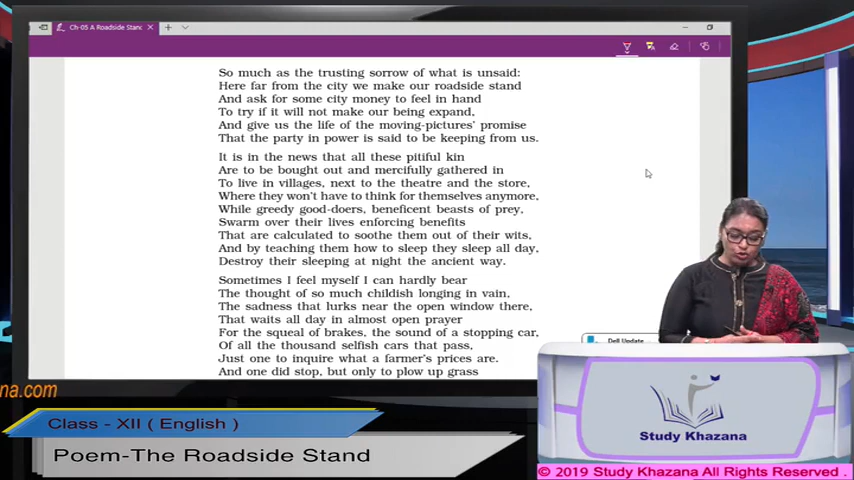 Ch-05 A Roadside Stand
So much as the trusting sorrow of what is unsaid:
Here far from the city we make our roadside stand
And ask for some city money to feel in hand
To try if it will not make our being expand,
And give us the life of the moving-pictures' promise
That the party in power is said to be keeping from us.
It is in the news that all these pitiful kin
Are to be bought out and mercifully gathered in
To live in villages, next to the theatre and the store,
Where they won't have to think for themselves anymore,
While greedy good-doers, beneficent beasts of prey,
Swarm over their lives enforcing benefits
That are calculated to soothe them out of their wits,
And by teaching them how to sleep they sleep all day,
Destroy their sleeping at night the ancient way.
Sometimes I feel myself I can hardly bear
The thought of so much childish longing in vain,
The sadness that lurks near the open window there,
That waits all day in almost open prayer
For the squeal of brakes, the sound of a stopping car,
Of all the thousand selfish cars that pass,
Just one to inquire what a farmer's prices are.
And one did stop, but only to plow up grass
Dell Update
na.com
Class - XII ( English )
Poem-The Roadside Stand
Study Khazana
© 2019 Study Khazana All Rights Reserved .